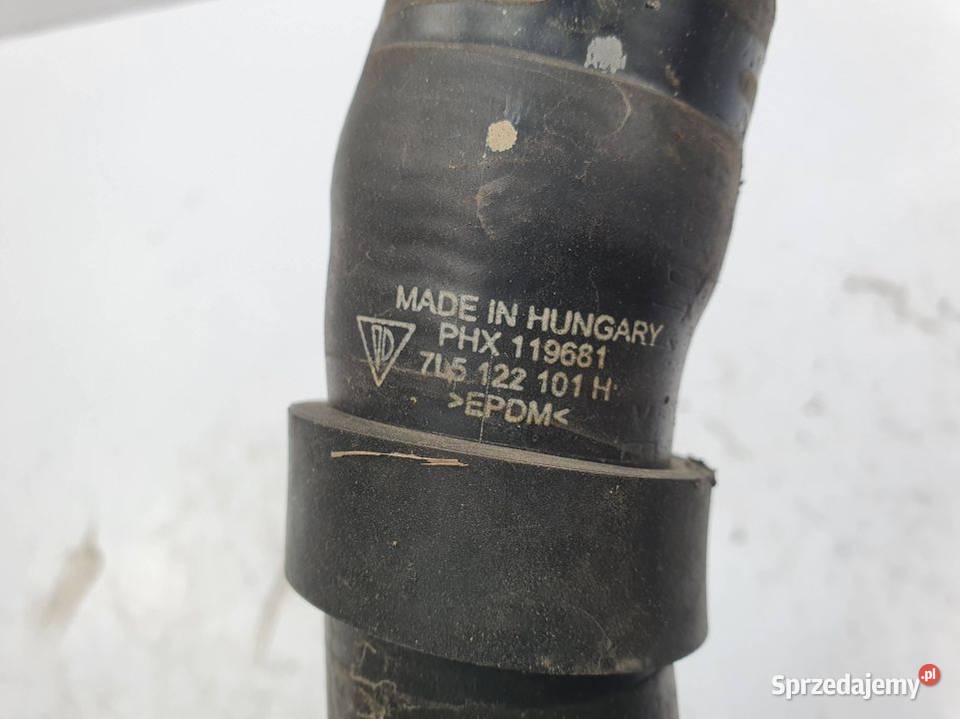 MADE IN HUNGARY
PHX 119681
7L5 122 101 H
>EPDM<
Sprzedajemy.pl